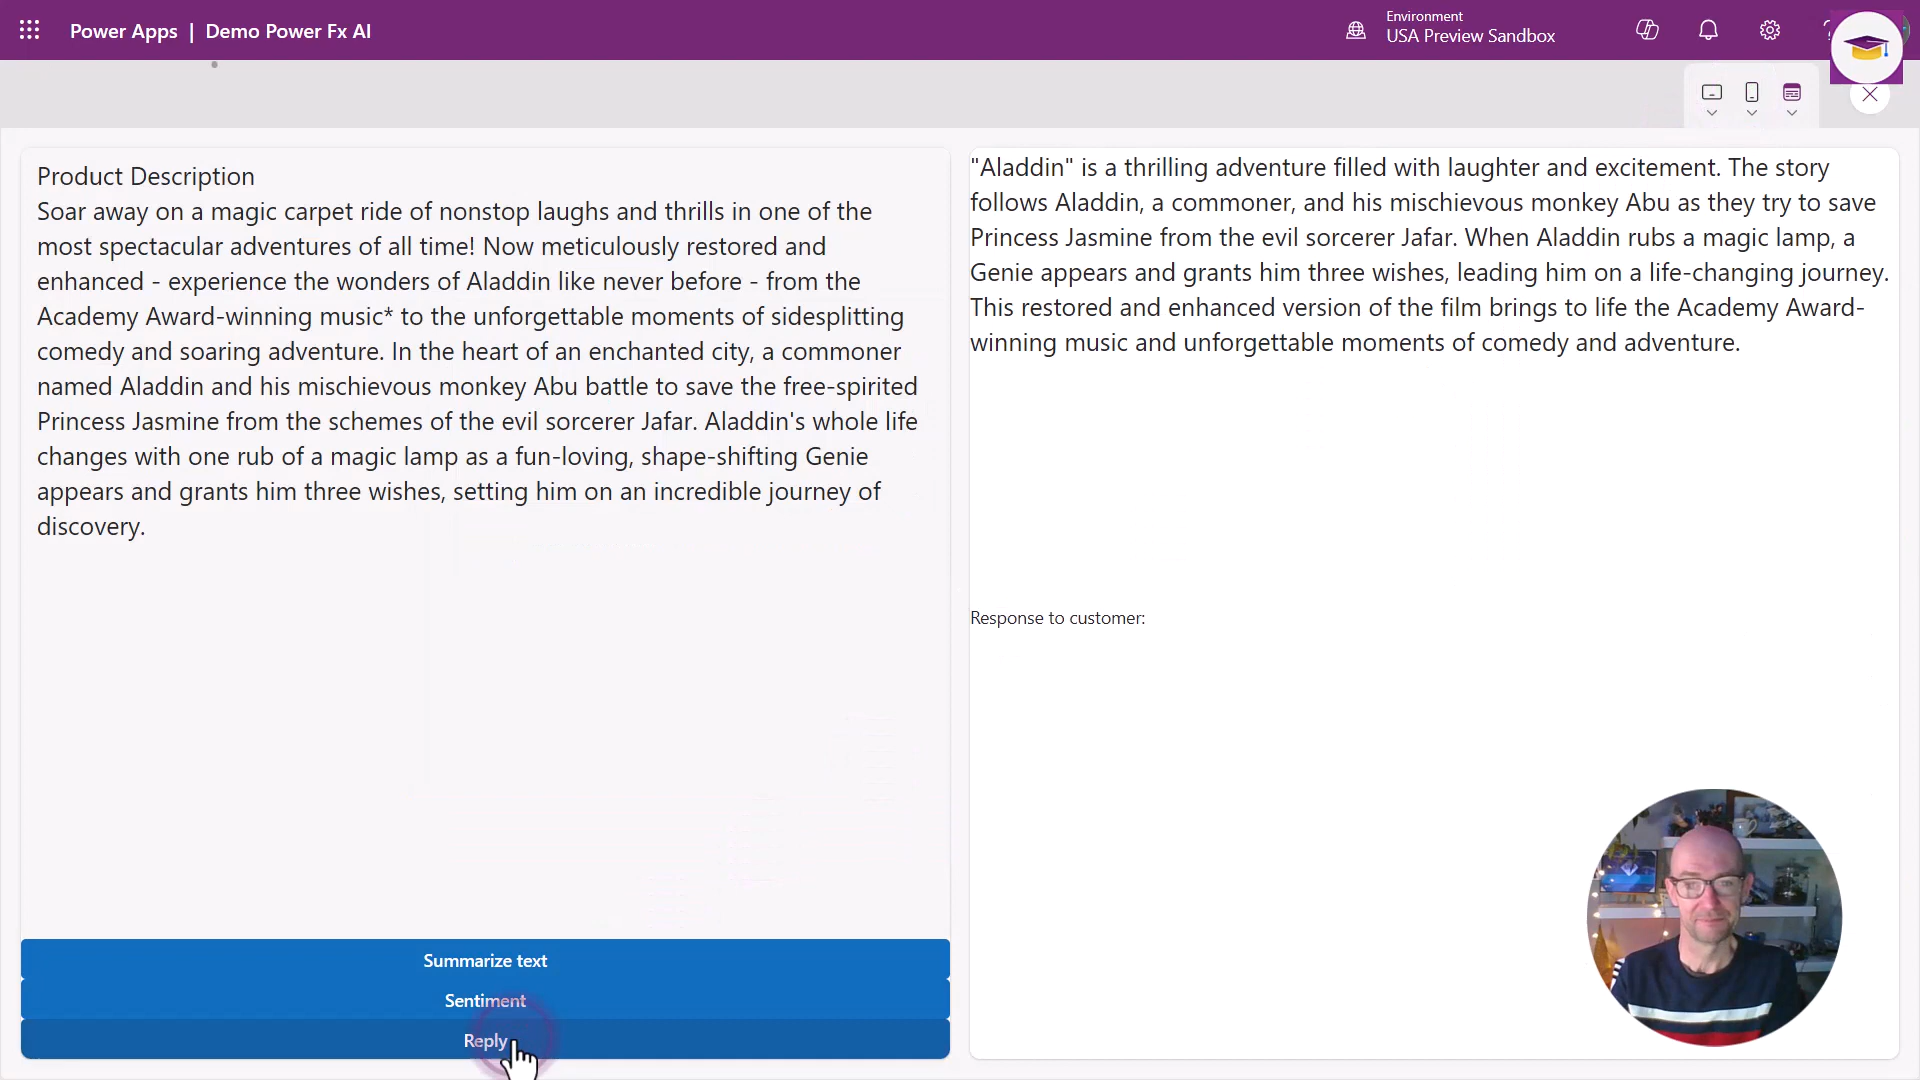 Power Apps | Demo Power Fx AI
Environment
USA Preview Sandbox
Product Description
Soar away on a magic carpet ride of nonstop laughs and thrills in one of the
most spectacular adventures of all time! Now meticulously restored and
enhanced - experience the wonders of Aladdin like never before - from the
Academy Award-winning music* to the unforgettable moments of sidesplitting
comedy and soaring adventure. In the heart of an enchanted city, a commoner
named Aladdin and his mischievous monkey Abu battle to save the free-spirited
Princess Jasmine from the schemes of the evil sorcerer Jafar. Aladdin's whole life
changes with one rub of a magic lamp as a fun-loving, shape-shifting Genie
appears and grants him three wishes, setting him on an incredible journey of
discovery.
Summarize text
Sentiment
Reply
"Aladdin" is a thrilling adventure filled with laughter and excitement. The story
follows Aladdin, a commoner, and his mischievous monkey Abu as they try to save
Princess Jasmine from the evil sorcerer Jafar. When Aladdin rubs a magic lamp, a
Genie appears and grants him three wishes, leading him on a life-changing journey.
This restored and enhanced version of the film brings to life the Academy Award-
winning music and unforgettable moments of comedy and adventure.
Response to customer: